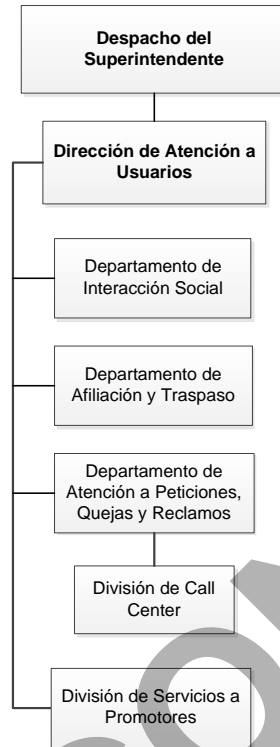 Despacho del
Superintendente
Dirección de Atención a
Usuarios
Departamento de
Interacción Social
Departamento de
Afiliación y Traspaso
Departamento de
Atención a Peticiones,
Quejas y Reclamos
División de Call
Center
División de Servicios a
Promotores